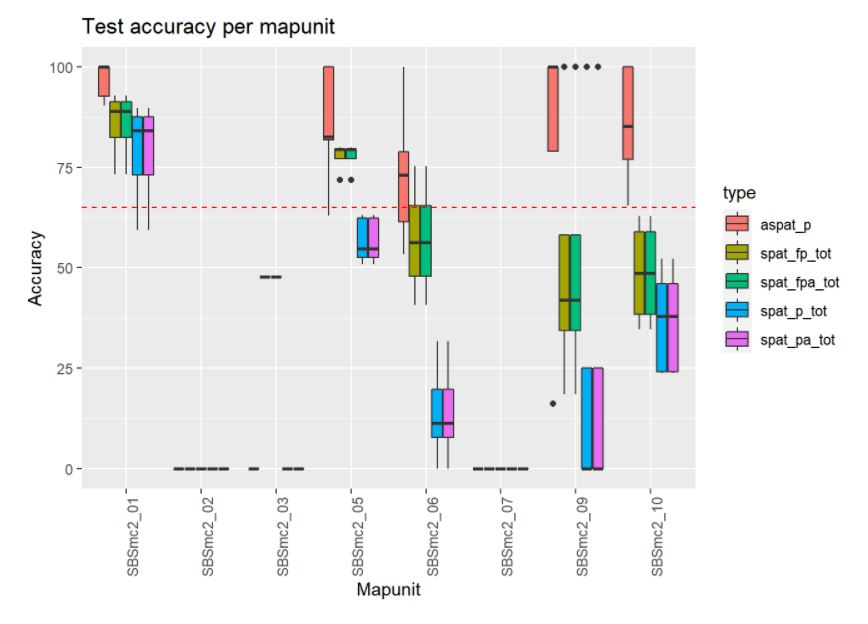 Test accuracy per mapunit
100
75
50
25
0
Accuracy
SBSmc2_01
SBSmc2_02
SBSmc2_03
SBSmc2_05
SBSmc2_06
SBSmc2_07
SBSmc2_09
SBSmc2_10
Mapunit
type
aspat_p
spat_fp_tot
spat_fpa_tot
spat_p_tot
spat_pa_tot